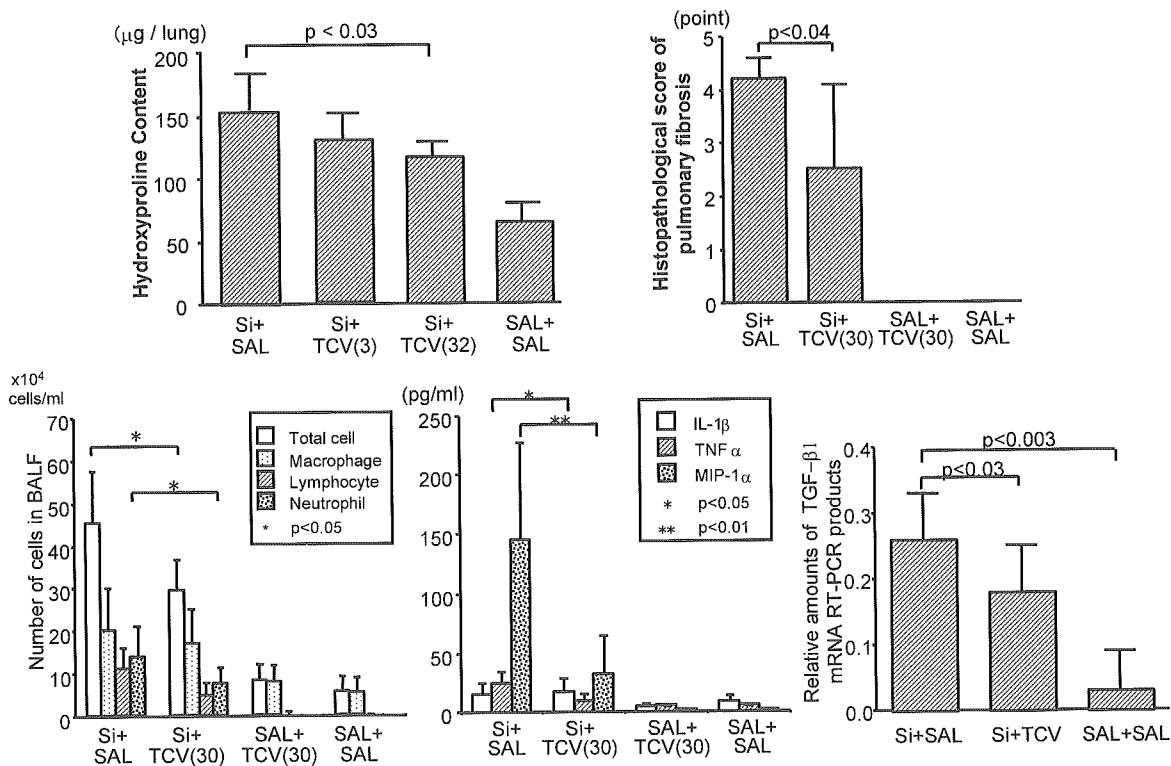 (μg / lung)
p < 0.03
200
150
100
50
0
Hydroxyproline Content
Si+
SAL
Si+
TCV(3)
Si+
TCV(32)
SAL+
SAL
(point)
p<0.04
5
4
3
2
1
0
Histopathological score of
pulmonary fibrosis
Si+
SAL
Si+
TCV(30)
SAL+
TCV(30)
SAL+
SAL
x10⁴
cells/ml
70
60
50
40
30
20
10
0
Number of cells in BALF
*
*
Total cell
Macrophage
Lymphocyte
Neutrophil
* p<0.05
Si+
SAL
Si+
TCV(30)
SAL+
TCV(30)
SAL+
SAL
(pg/ml)
250
200
150
100
50
0
*
**
IL-1β
TNF α
MIP-1α
* p<0.05
** p<0.01
Si+
SAL
Si+
TCV(30)
SAL+
TCV(30)
SAL+
SAL
p<0.003
p<0.03
0.4
0.3
0.2
0.1
0.0
Relative amounts of TGF-β1
mRNA RT-PCR products
Si+SAL
Si+TCV
SAL+SAL